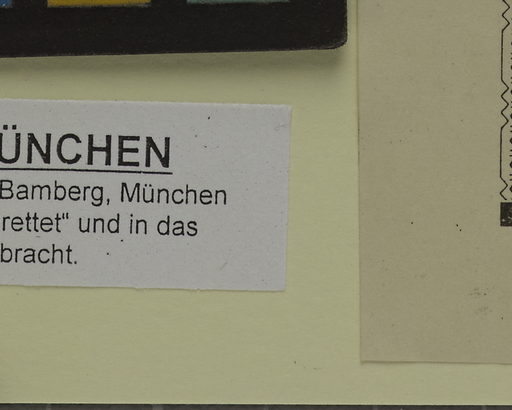 ÜNCHEN
Bamberg, München
rettet" und in das
bracht.